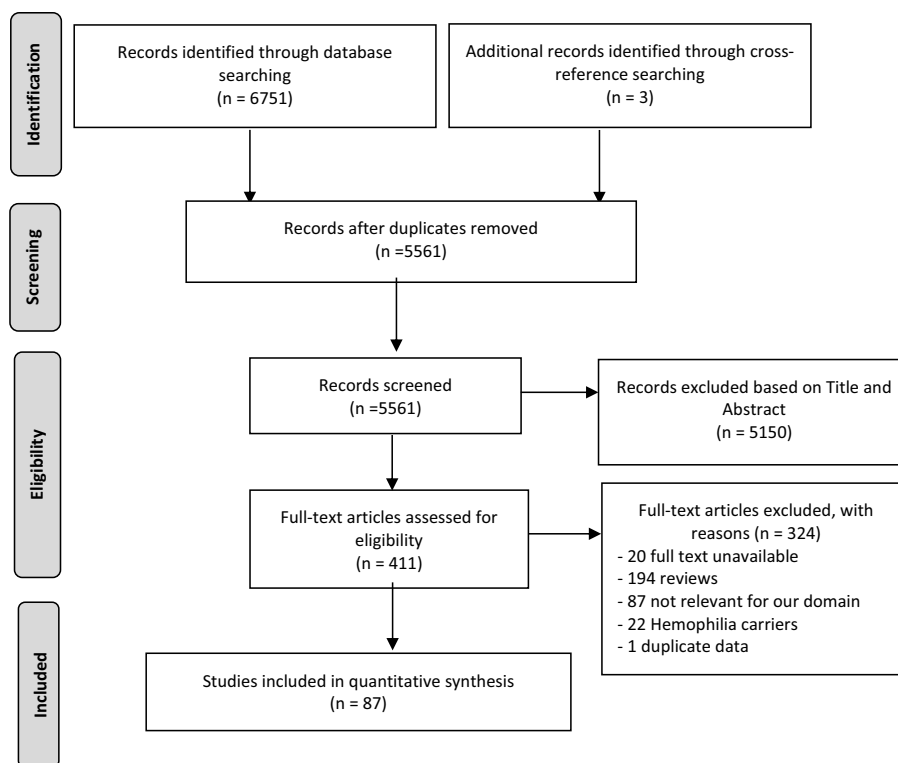 Identification
Records identified through database
searching
(n = 6751)
Additional records identified through cross-
reference searching
(n = 3)
Screening
Records after duplicates removed
(n =5561)
Eligibility
Records screened
(n =5561)
Records excluded based on Title and
Abstract
(n = 5150)
Full-text articles assessed for
eligibility
(n = 411)
Full-text articles excluded, with
reasons (n = 324)
- 20 full text unavailable
- 194 reviews
- 87 not relevant for our domain
- 22 Hemophilia carriers
- 1 duplicate data
Included
Studies included in quantitative synthesis
(n = 87)